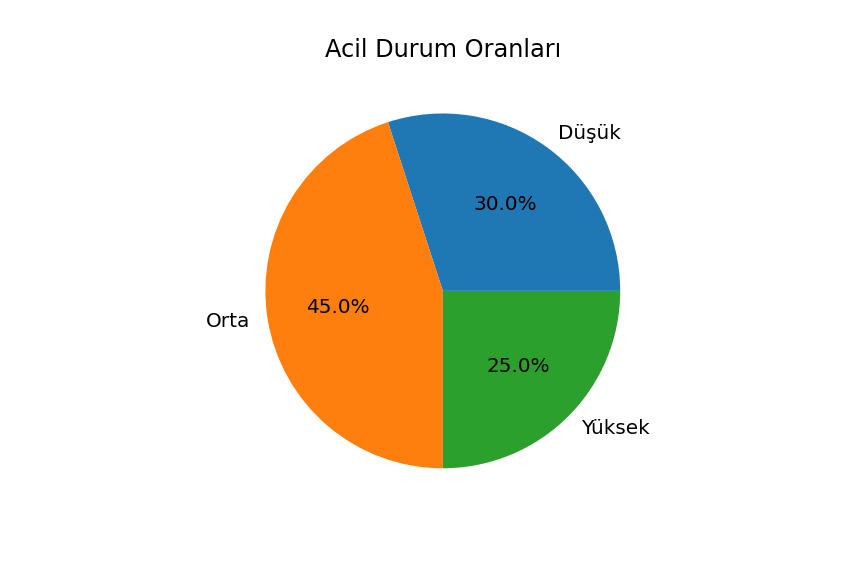 Acil Durum Oranları
Düşük
30.0%
45.0%
Orta
25.0%
Yüksek